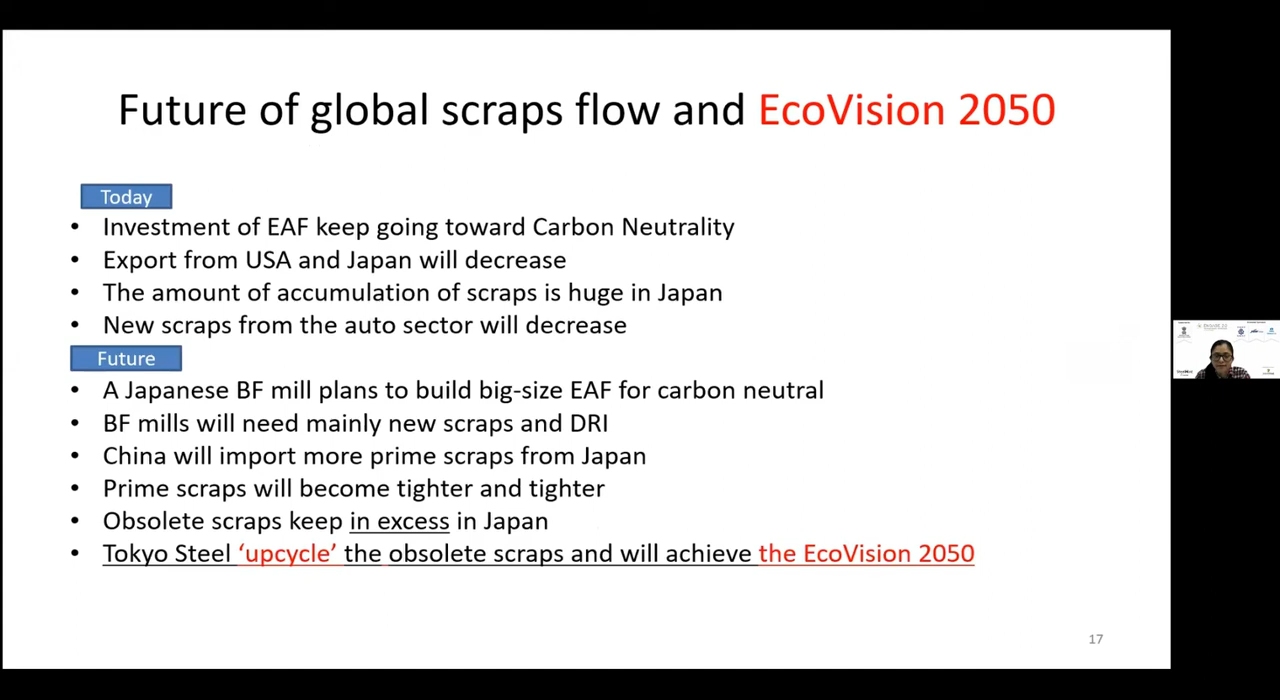 Future of global scraps flow and EcoVision 2050
Today
• Investment of EAF keep going toward Carbon Neutrality
• Export from USA and Japan will decrease
• The amount of accumulation of scraps is huge in Japan
• New scraps from the auto sector will decrease
Future
• A Japanese BF mill plans to build big-size EAF for carbon neutral
• BF mills will need mainly new scraps and DRI
• China will import more prime scraps from Japan
• Prime scraps will become tighter and tighter
• Obsolete scraps keep in excess in Japan
• Tokyo Steel ‘upcycle’ the obsolete scraps and will achieve the EcoVision 2050
17